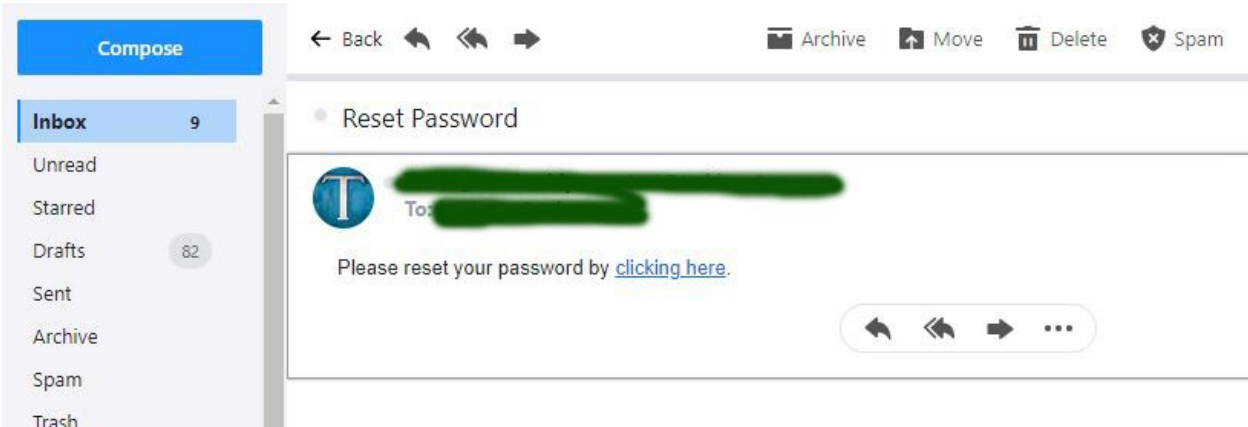 Compose
Back Archive Move Delete Spam
Inbox 9
Unread
Starred
Drafts 82
Sent
Archive
Spam
Trash
Reset Password
T
To:
Please reset your password by clicking here.